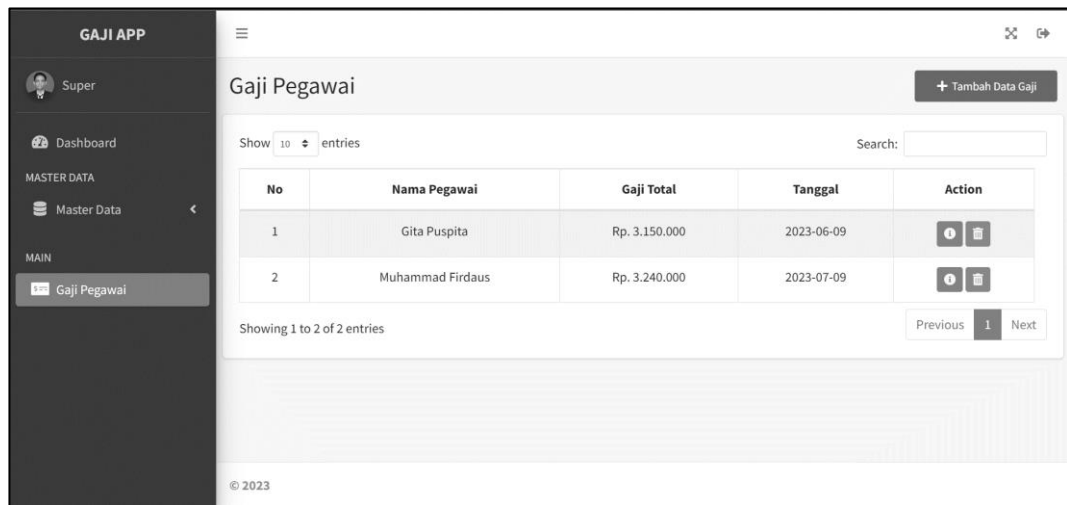 GAJI APP
Super
Dashboard
MASTER DATA
Master Data
MAIN
Gaji Pegawai
Gaji Pegawai
+ Tambah Data Gaji
Show 10 entries
Search:
No Nama Pegawai Gaji Total Tanggal Action
1 Gita Puspita Rp. 3.150.000 2023-06-09
2 Muhammad Firdaus Rp. 3.240.000 2023-07-09
Showing 1 to 2 of 2 entries
Previous 1 Next
© 2023